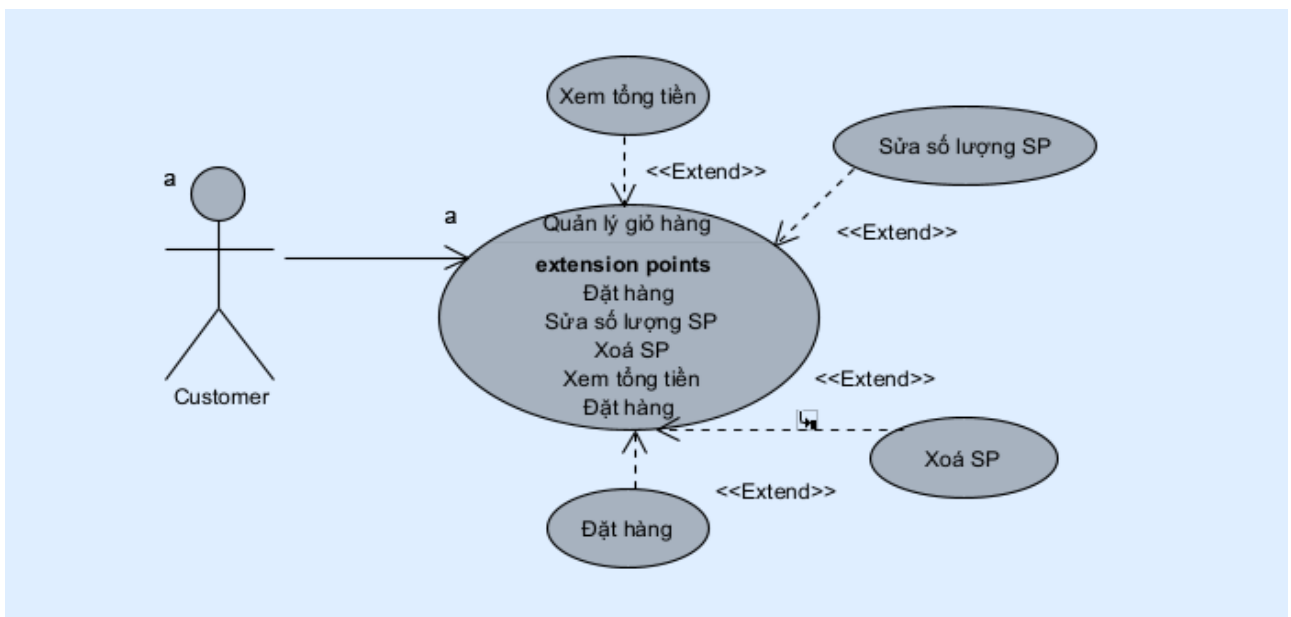 Xem tổng tiền
Sửa số lượng SP
<<Extend>>
a
a
Quản lý giỏ hàng
<<Extend>>
extension points
Đặt hàng
Sửa số lượng SP
Xoá SP
Xem tổng tiền
Đặt hàng
<<Extend>>
Customer
Xoá SP
<<Extend>>
Đặt hàng